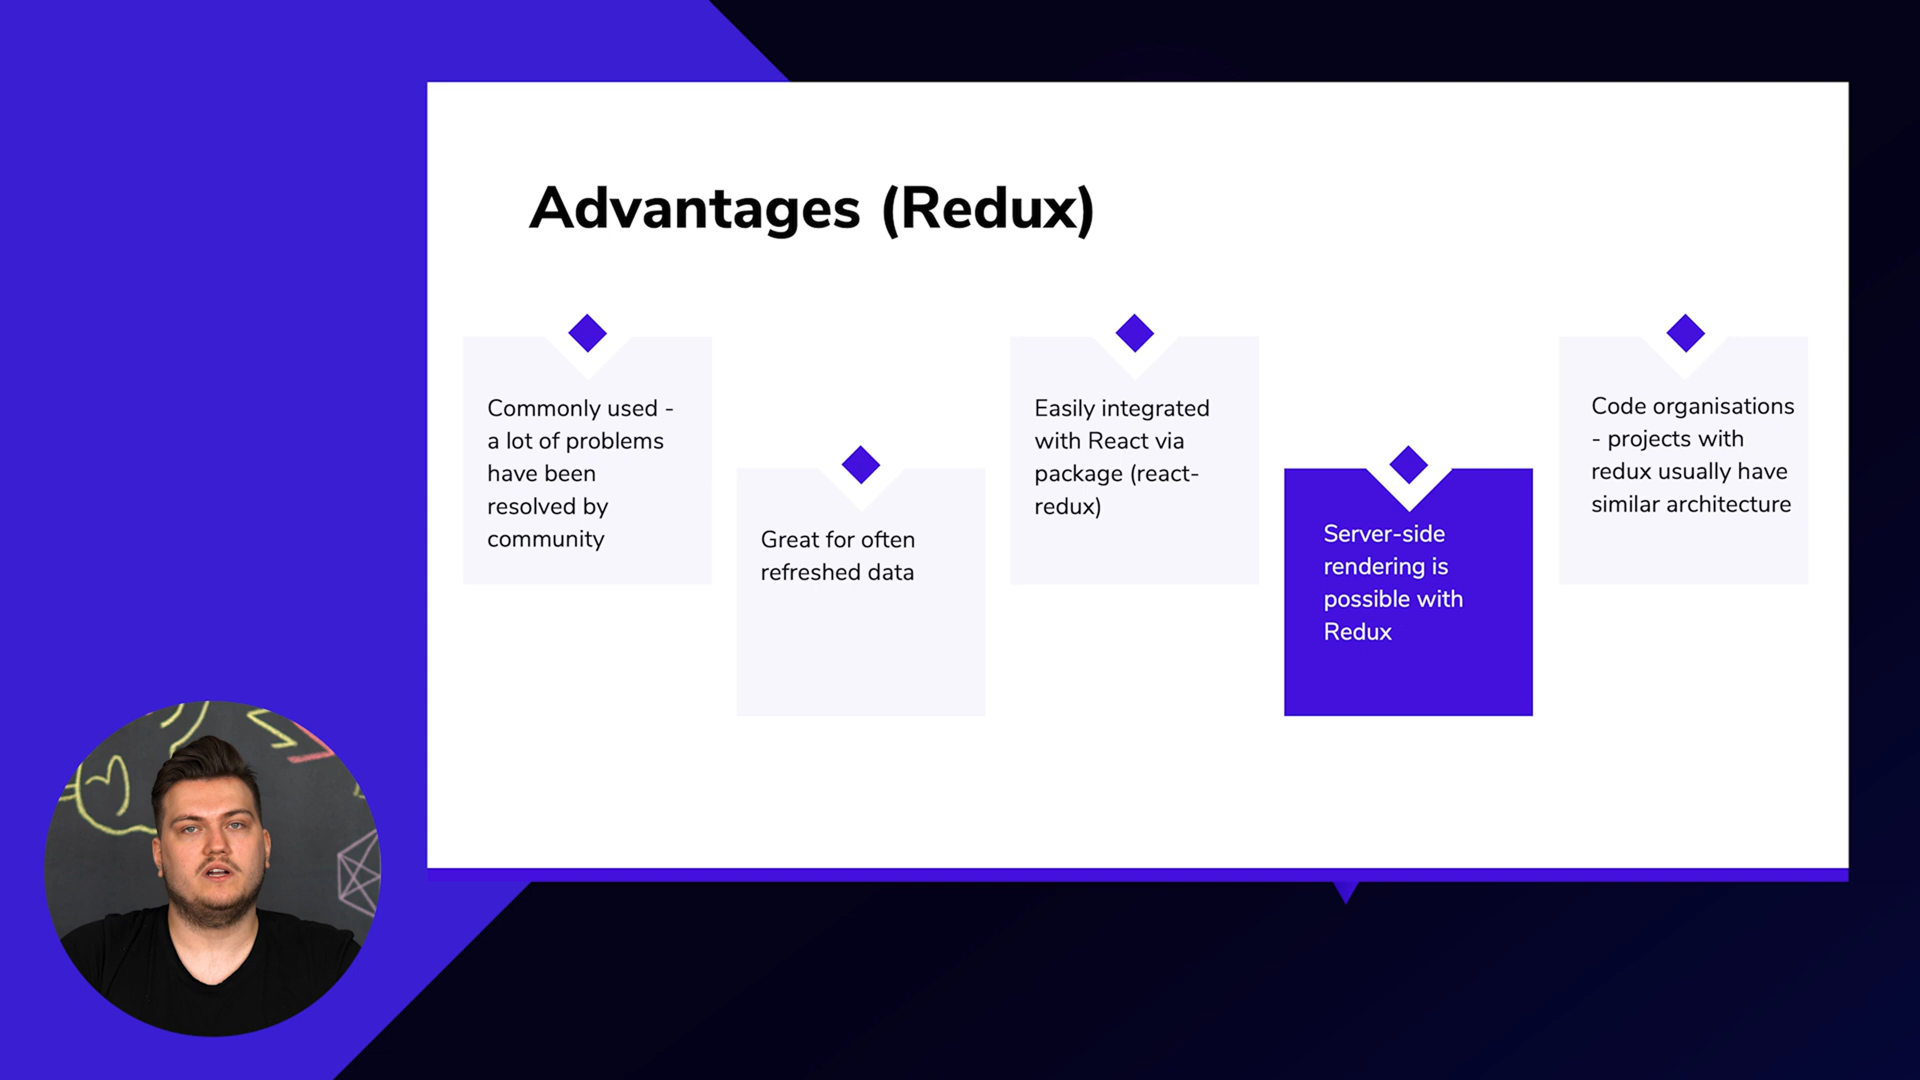 Advantages (Redux)
Commonly used -
a lot of problems
have been
resolved by
community
Great for often
refreshed data
Easily integrated
with React via
package (react-
redux)
Server-side
rendering is
possible with
Redux
Code organisations
- projects with
redux usually have
similar architecture